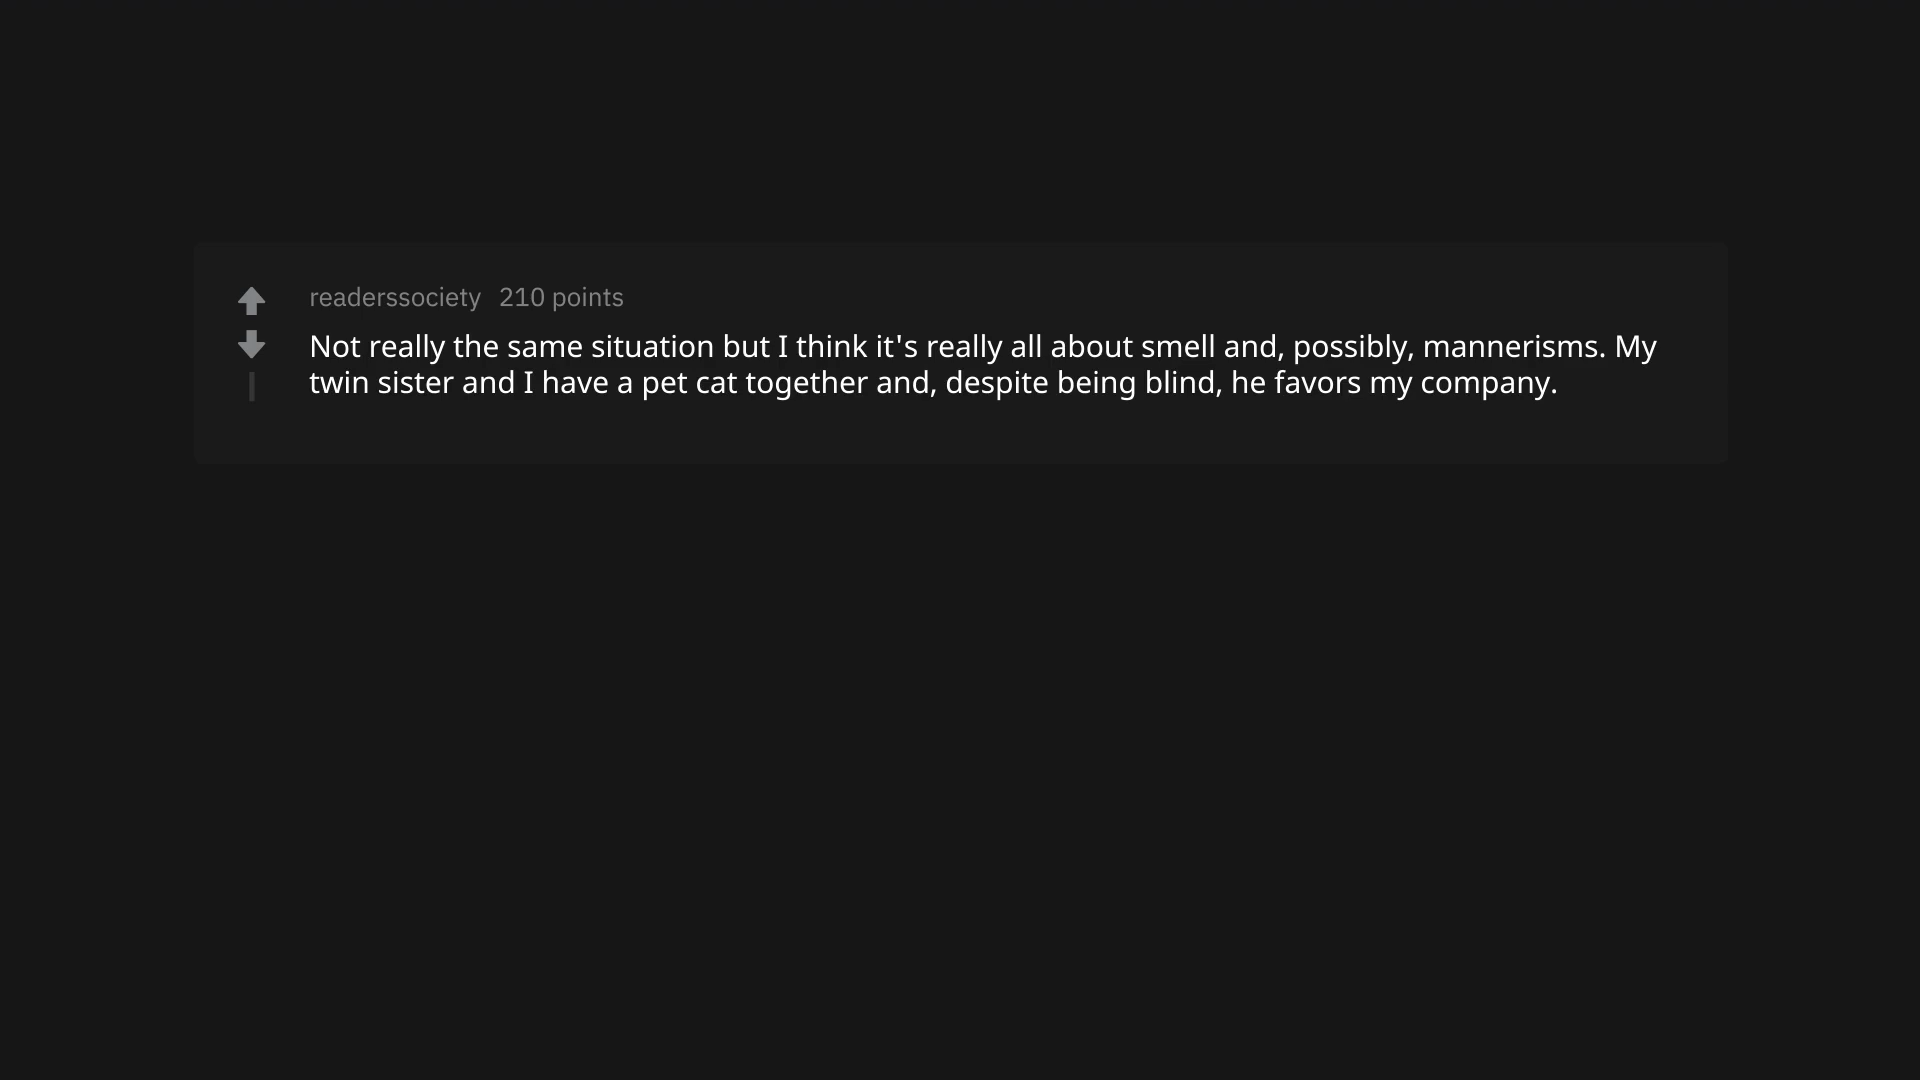 readerssociety 210 points
Not really the same situation but I think it's really all about smell and, possibly, mannerisms. My
twin sister and I have a pet cat together and, despite being blind, he favors my company.